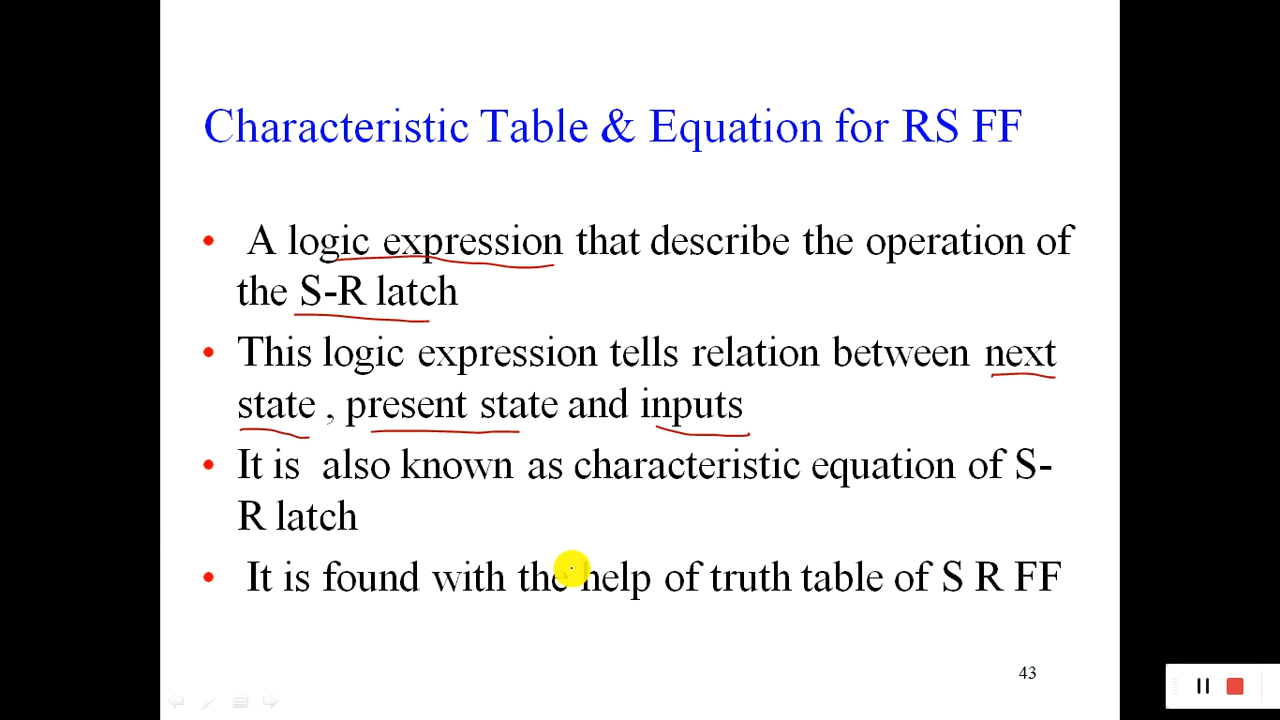 Characteristic Table & Equation for RS FF
• A logic expression that describe the operation of
the S-R latch
• This logic expression tells relation between next
state , present state and inputs
• It is also known as characteristic equation of S-
R latch
• It is found with the help of truth table of S R FF
43